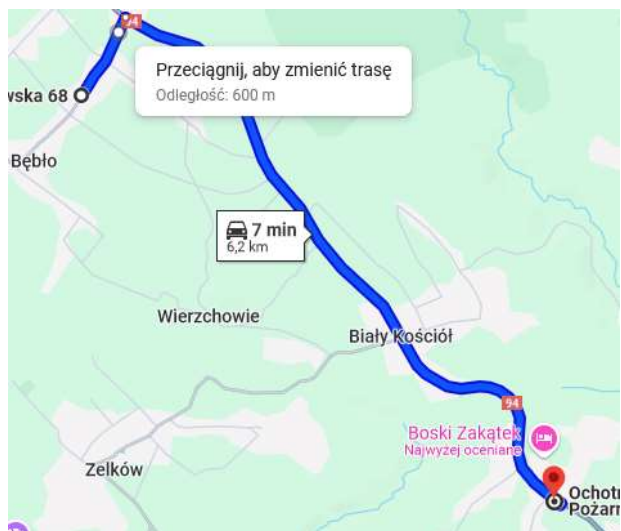 94
Przeciągnij, aby zmienić trasę
Odległość: 600 m
wska 68
Bębło
7 min
6,2 km
Wierzchowie
Biały Kościół
94
Boski Zakątek
Najwyżej oceniane
Zelków
Ochotn
Pożarn